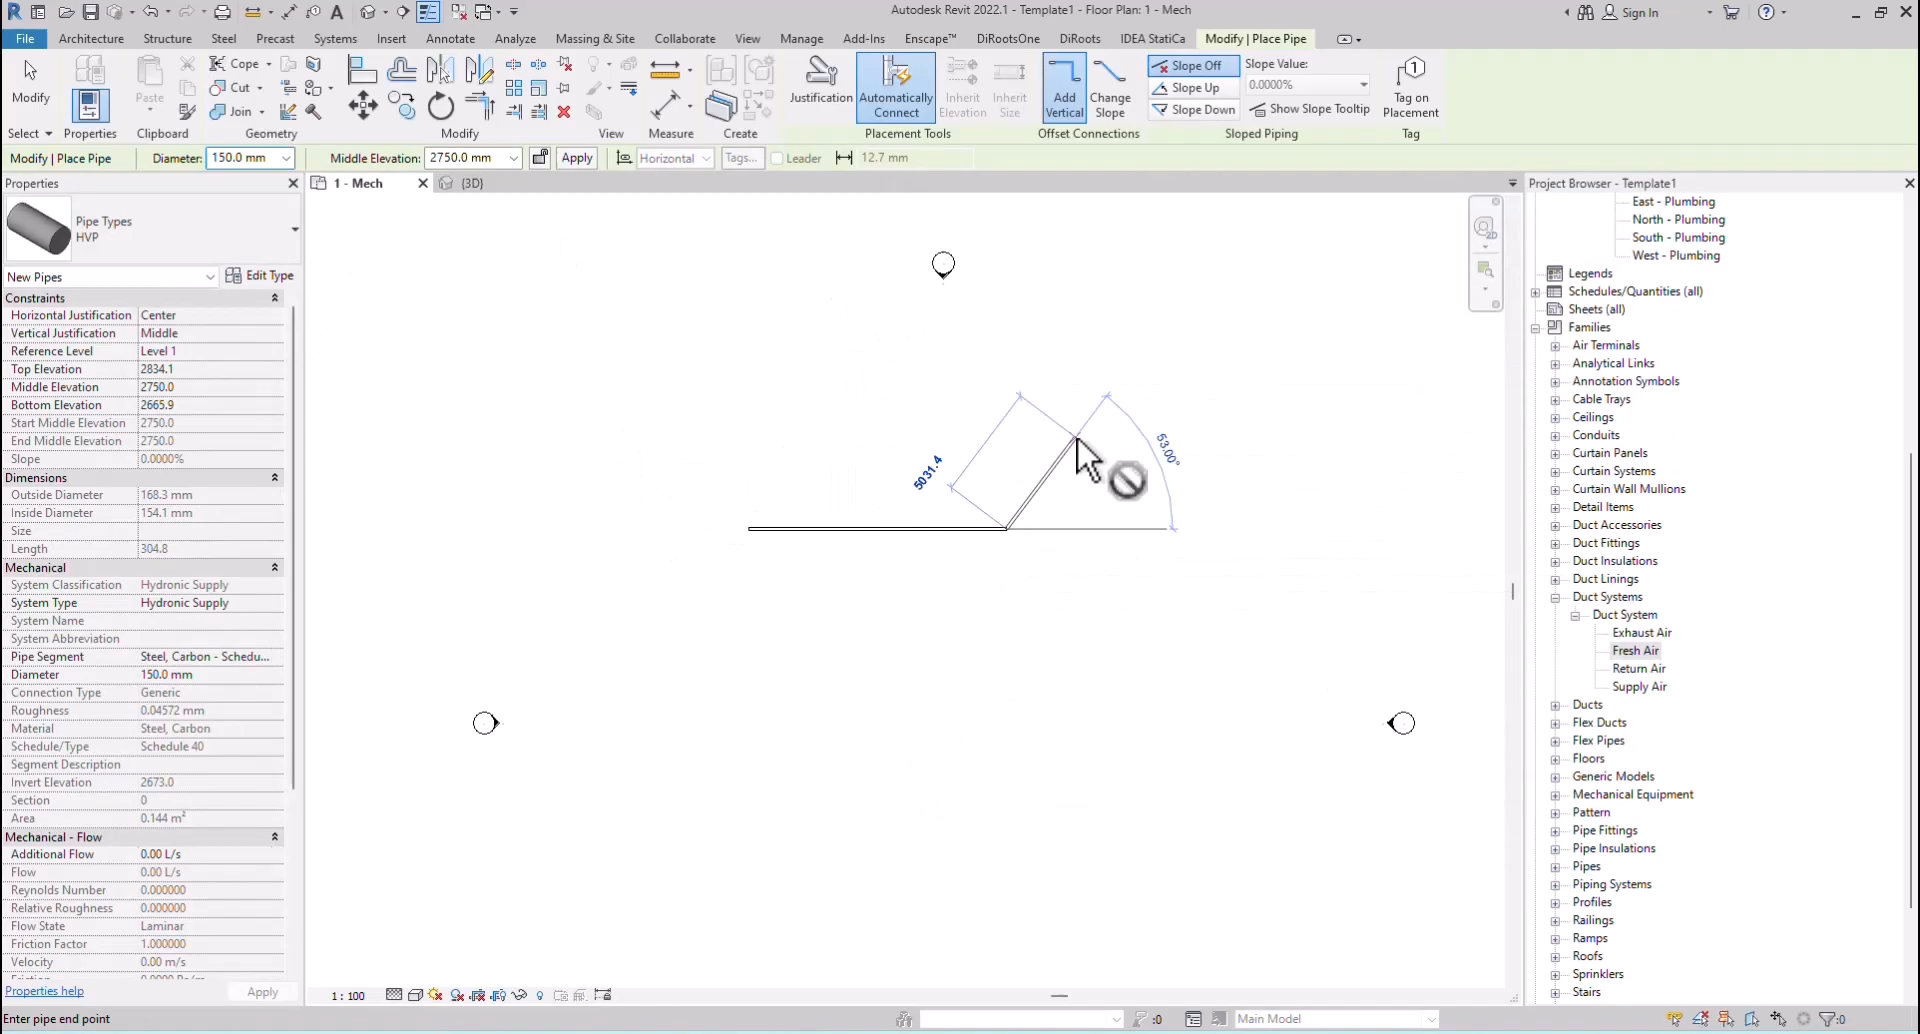 Autodesk Revit 2022.1 - Template1 - Floor Plan: 1 - Mech
Sign In
File Architecture Structure Steel Precast Systems Insert Annotate Analyze Massing & Site Collaborate View Manage Add-Ins Enscape™ DiRootsOne DiRoots IDEA StatiCa Modify | Place Pipe
Modify
Paste
Cope
Cut
Join
Justification
Automatically Connect
Inherit Elevation
Inherit Size
Add Vertical
Change Slope
Slope Off
Slope Up
Slope Down
Slope Value:
0.0000%
Show Slope Tooltip
Tag on Placement
Select Properties Clipboard Geometry Modify View Measure Create Placement Tools Offset Connections Sloped Piping Tag
Modify | Place Pipe Diameter: 150.0 mm Middle Elevation: 2750.0 mm Apply Horizontal Tags... Leader 12.7 mm
Properties
Pipe Types
HVP
New Pipes Edit Type
Constraints
Horizontal Justification Center
Vertical Justification Middle
Reference Level Level 1
Top Elevation 2834.1
Middle Elevation 2750.0
Bottom Elevation 2665.9
Start Middle Elevation 2750.0
End Middle Elevation 2750.0
Slope 0.0000%
Dimensions
Outside Diameter 168.3 mm
Inside Diameter 154.1 mm
Size
Length 304.8
Mechanical
System Classification Hydronic Supply
System Type Hydronic Supply
System Name
System Abbreviation
Pipe Segment Steel, Carbon - Schedu...
Diameter 150.0 mm
Connection Type Generic
Roughness 0.04572 mm
Material Steel, Carbon
Schedule/Type Schedule 40
Segment Description
Invert Elevation 2673.0
Section 0
Area 0.144 m²
Mechanical - Flow
Additional Flow 0.00 L/s
Flow 0.00 L/s
Reynolds Number 0.000000
Relative Roughness 0.000000
Flow State Laminar
Friction Factor 1.000000
Velocity 0.00 m/s
Properties help Apply
1 - Mech
{3D}
2D
5031.4
53.00°
1 : 100
Project Browser - Template1
East - Plumbing
North - Plumbing
South - Plumbing
West - Plumbing
Legends
Schedules/Quantities (all)
Sheets (all)
Families
Air Terminals
Analytical Links
Annotation Symbols
Cable Trays
Ceilings
Conduits
Curtain Panels
Curtain Systems
Curtain Wall Mullions
Detail Items
Duct Accessories
Duct Fittings
Duct Insulations
Duct Linings
Duct Systems
Duct System
Exhaust Air
Fresh Air
Return Air
Supply Air
Ducts
Flex Ducts
Flex Pipes
Floors
Generic Models
Mechanical Equipment
Pattern
Pipe Fittings
Pipe Insulations
Pipes
Piping Systems
Profiles
Railings
Ramps
Roofs
Sprinklers
Stairs
Enter pipe end point
:0
Main Model
:0